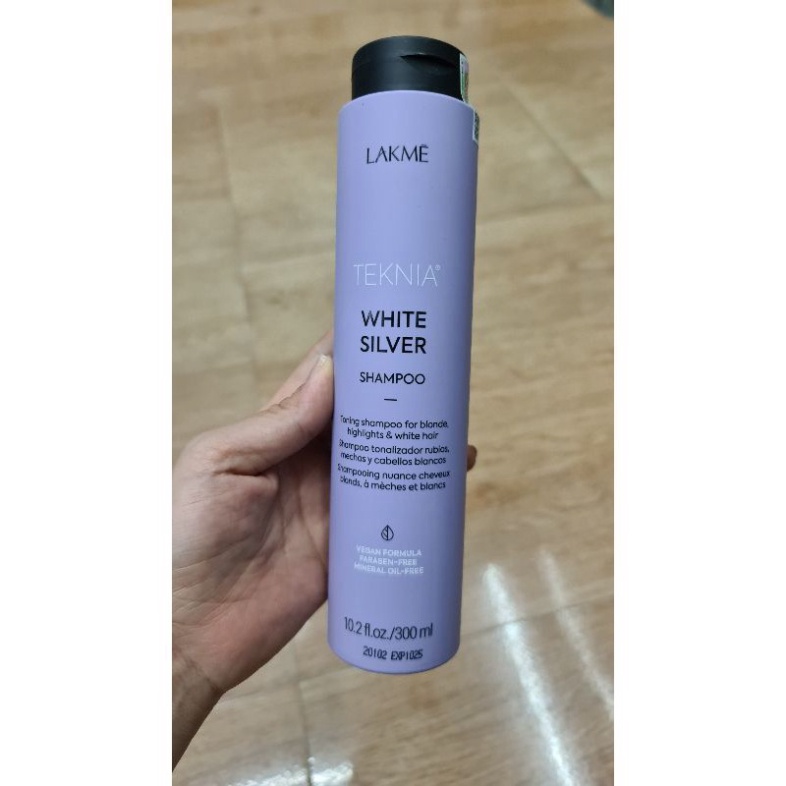 LAKMĒ
TEKNIA®
WHITE
SILVER
SHAMPOO
Toning shampoo for blonde,
highlights & white hair
Shampoo tonalizador rubios,
mechas y cabellos blancos
Shampooing nuance cheveux
blonds, à mèches et blancs
VEGAN FORMULA
PARABEN-FREE
MINERAL OIL-FREE
10.2 fl.oz./300 ml
20102 EXP1025